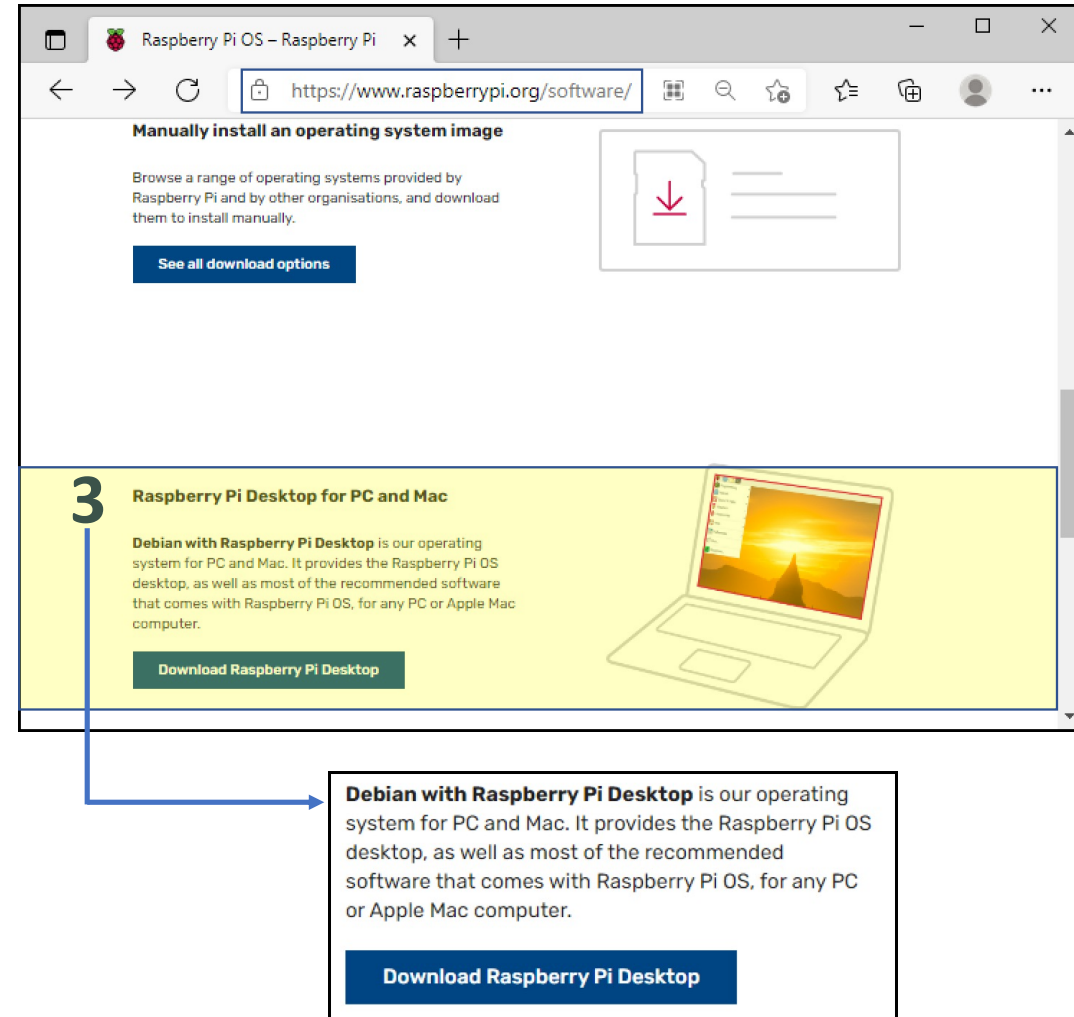 Raspberry Pi OS – Raspberry Pi
https://www.raspberrypi.org/software/
Manually install an operating system image
Browse a range of operating systems provided by
Raspberry Pi and by other organisations, and download
them to install manually.
See all download options
3
Raspberry Pi Desktop for PC and Mac
Debian with Raspberry Pi Desktop is our operating
system for PC and Mac. It provides the Raspberry Pi OS
desktop, as well as most of the recommended software
that comes with Raspberry Pi OS, for any PC or Apple Mac
computer.
Download Raspberry Pi Desktop
Debian with Raspberry Pi Desktop is our operating
system for PC and Mac. It provides the Raspberry Pi OS
desktop, as well as most of the recommended
software that comes with Raspberry Pi OS, for any PC
or Apple Mac computer.
Download Raspberry Pi Desktop